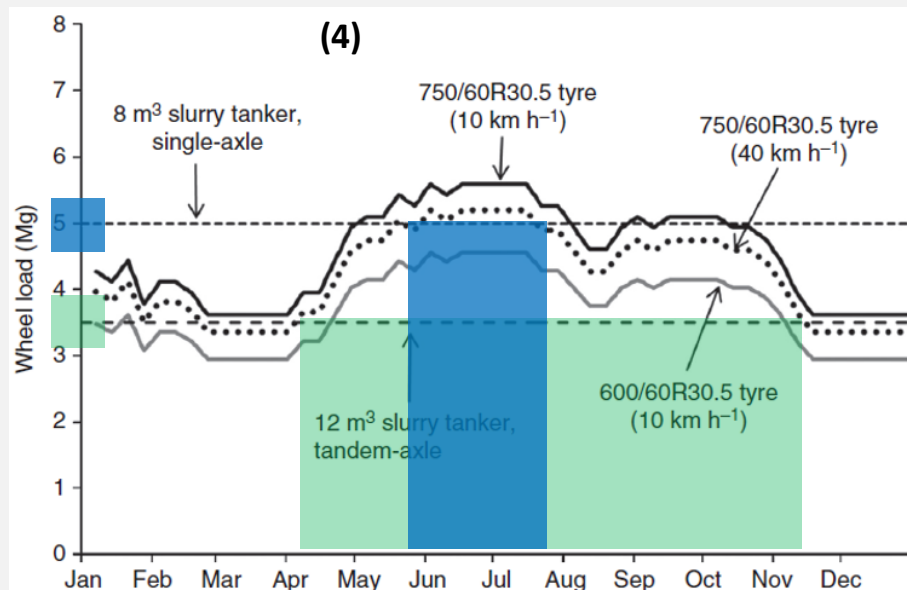 (4)
8
7
6
5
4
3
2
1
0
Wheel load (Mg)
8 m³ slurry tanker,
single-axle
750/60R30.5 tyre
(10 km h⁻¹)
750/60R30.5 tyre
(40 km h⁻¹)
12 m³ slurry tanker,
tandem-axle
600/60R30.5 tyre
(10 km h⁻¹)
Jan Feb Mar Apr May Jun Jul Aug Sep Oct Nov Dec